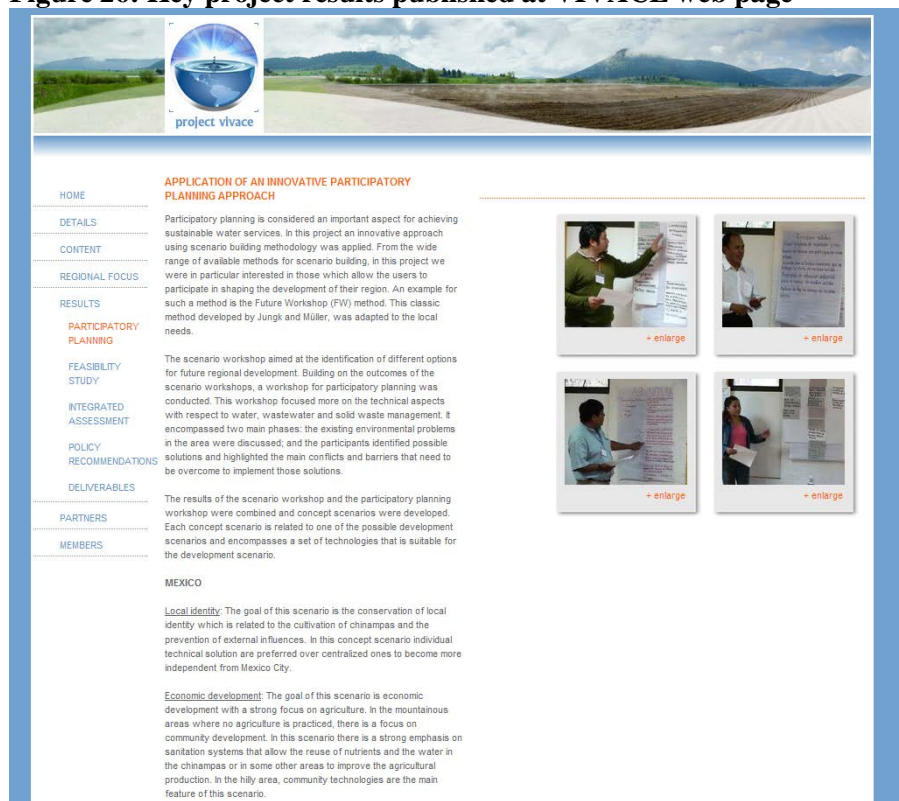 Figure 26: Key project results published at VIVACE web page
project vivace
HOME
DETAILS
CONTENT
REGIONAL FOCUS
RESULTS
PARTICIPATORY
PLANNING
FEASIBILITY
STUDY
INTEGRATED
ASSESSMENT
POLICY
RECOMMENDATIONS
DELIVERABLES
PARTNERS
MEMBERS
APPLICATION OF AN INNOVATIVE PARTICIPATORY
PLANNING APPROACH
Participatory planning is considered an important aspect for achieving
sustainable water services. In this project an innovative approach
using scenario building methodology was applied. From the wide
range of available methods for scenario building, in this project we
were in particular interested in those which allow the users to
participate in shaping the development of their region. An example for
such a method is the Future Workshop (FW) method. This classic
method developed by Jungk and Müller, was adapted to the local
needs.
The scenario workshop aimed at the identification of different options
for future regional development. Building on the outcomes of the
scenario workshops, a workshop for participatory planning was
conducted. This workshop focused more on the technical aspects
with respect to water, wastewater and solid waste management. It
encompassed two main phases: the existing environmental problems
in the area were discussed; and the participants identified possible
solutions and highlighted the main conflicts and barriers that need to
be overcome to implement those solutions.
The results of the scenario workshop and the participatory planning
workshop were combined and concept scenarios were developed.
Each concept scenario is related to one of the possible development
scenarios and encompasses a set of technologies that is suitable for
the development scenario.
MEXICO
Local identity: The goal of this scenario is the conservation of local
identity which is related to the cultivation of chinampas and the
prevention of external influences. In this concept scenario individual
technical solution are preferred over centralized ones to become more
independent from Mexico City.
Economic development: The goal of this scenario is economic
development with a strong focus on agriculture. In the mountainous
areas where no agriculture is practiced, there is a focus on
community development. In this scenario there is a strong emphasis on
sanitation systems that allow the reuse of nutrients and the water in
the chinampas or in some other areas to improve the agricultural
production. In the hilly area, community technologies are the main
feature of this scenario.
+ enlarge
+ enlarge
+ enlarge
+ enlarge